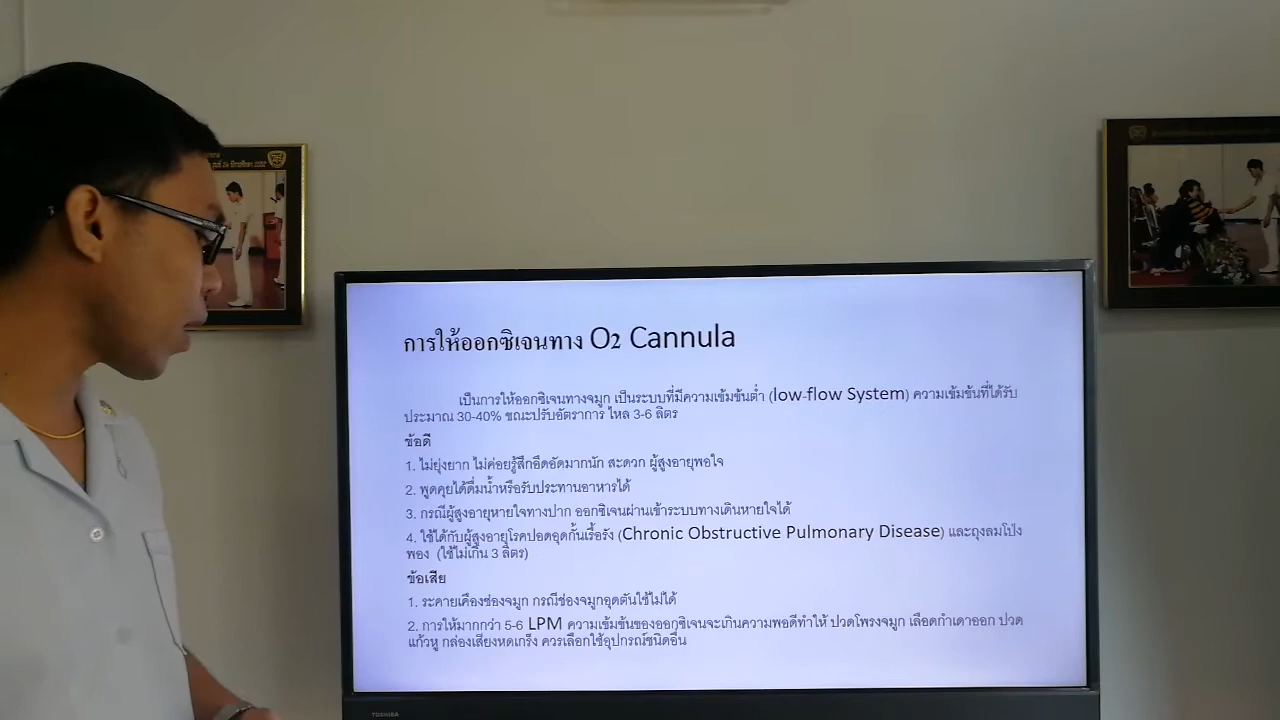 การให้ออกซิเจนทาง O2 Cannula
เป็นการให้ออกซิเจนทางจมูก เป็นระบบที่มีความเข้มข้นต่ำ (low-flow System) ความเข้มข้นที่ได้รับ
ประมาณ 30-40% ขณะปรับอัตราการ ไหล 3-6 ลิตร
ข้อดี
1. ไม่ยุ่งยาก ไม่ค่อยรู้สึกอึดอัดมากนัก สะดวก ผู้สูงอายุพอใจ
2. พูดคุยได้ดื่มน้ำหรือรับประทานอาหารได้
3. กรณีผู้สูงอายุหายใจทางปาก ออกซิเจนผ่านเข้าระบบทางเดินหายใจได้
4. ใช้ได้กับผู้สูงอายุโรคปอดอุดกั้นเรื้อรัง (Chronic Obstructive Pulmonary Disease) และถุงลมโป่ง
พอง (ใช้ไม่เกิน 3 ลิตร)
ข้อเสีย
1. ระคายเคืองช่องจมูก กรณีช่องจมูกอุดตันใช้ไม่ได้
2. การให้มากกว่า 5-6 LPM ความเข้มข้นของออกซิเจนจะเกินความพอดีทำให้ ปวดโพรงจมูก เลือดกำเดาออก ปวด
แก้วหู กล่องเสียงหดเกร็ง ควรเลือกใช้อุปกรณ์ชนิดอื่น
TOSHIBA